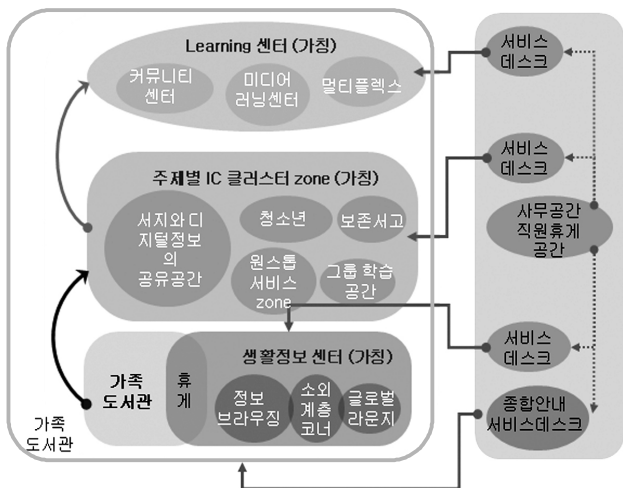 Learning 센터 (가칭)
커뮤니티
센터
미디어
러닝센터
멀티플렉스
서비스
데스크
주제별 IC 클러스터 zone (가칭)
서지와 디
지털정보
의
공유공간
청소년
보존서고
원스톱
서비스
zone
그룹 학습
공간
서비스
데스크
사무공간
직원휴게
공간
생활정보 센터 (가칭)
가족
도서관
휴
게
정보
브라우징
소외
계층
코너
글로벌
라운지
서비스
데스크
종합안내
서비스데스크
가족
도서관